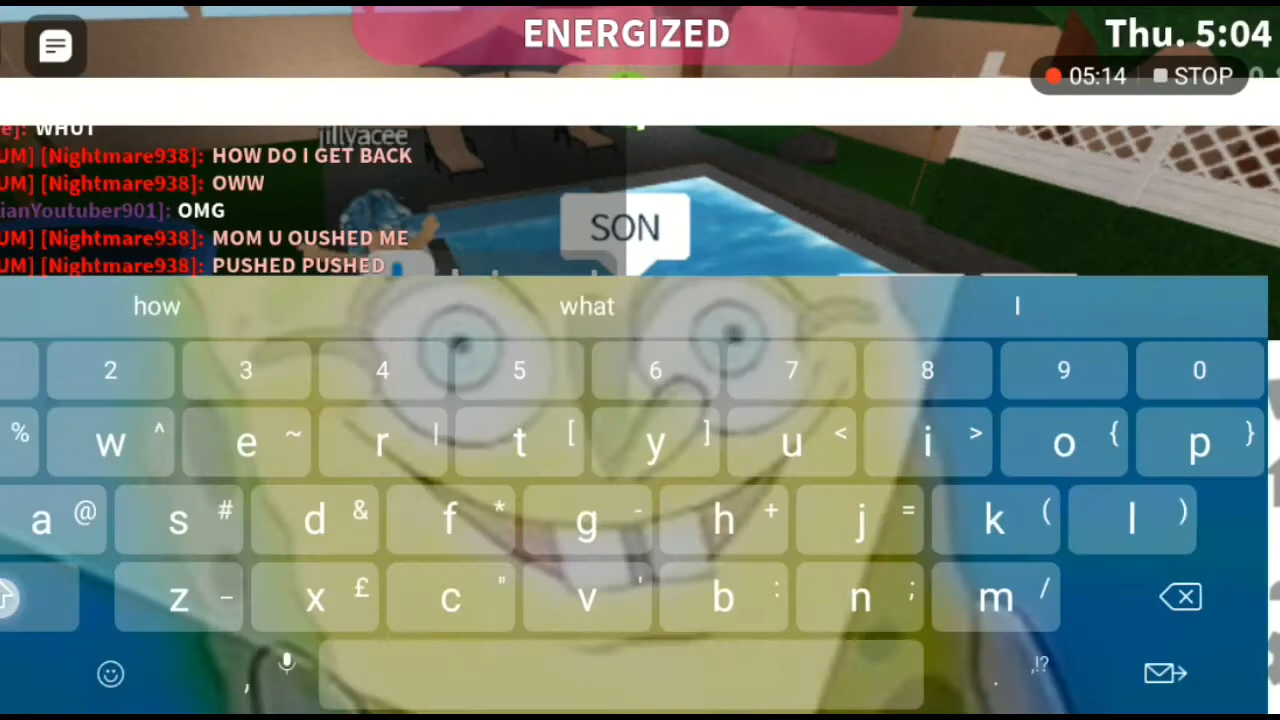 ENERGIZED
Thu. 5:04
05:14 STOP
e]: WHUT
jillyacee
UM] [Nightmare938]: HOW DO I GET BACK
UM] [Nightmare938]: OWW
ianYoutuber901]: OMG
UM] [Nightmare938]: MOM U OUSHED ME
UM] [Nightmare938]: PUSHED PUSHED
SON
how what I
2 3 4 5 6 7 8 9 0
% w ^ e ~ r | t [ y ] u < i > o { p }
a @ s # d & f * g - h + j = k ( l )
z _ x £ c " v ' b : n ; m /
, . ,!?